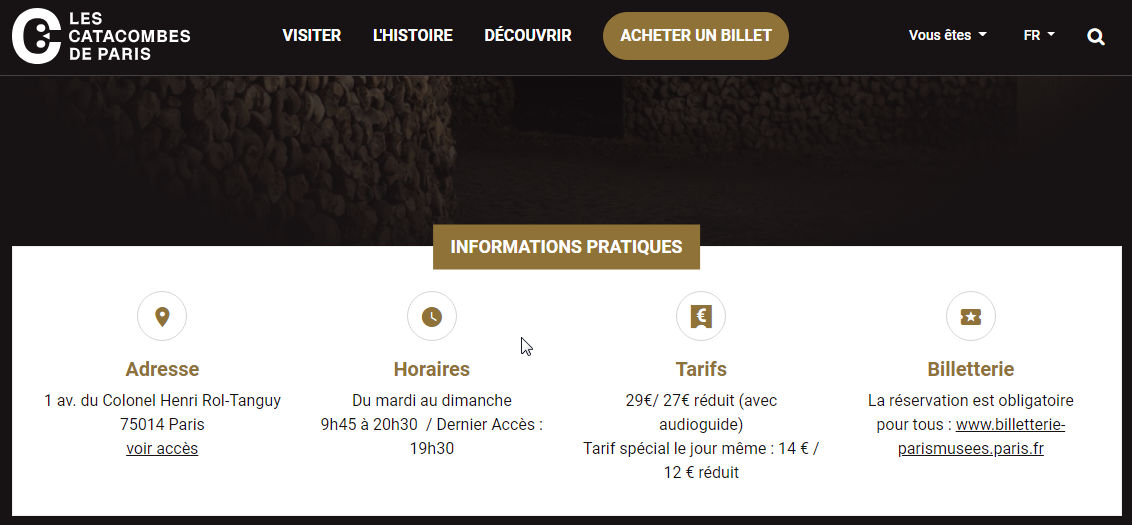 LES
CATACOMBES
DE PARIS
VISITER
L'HISTOIRE
DÉCOUVRIR
ACHETER UN BILLET
Vous êtes
FR
INFORMATIONS PRATIQUES
Adresse
1 av. du Colonel Henri Rol-Tanguy
75014 Paris
voir accès
Horaires
Du mardi au dimanche
9h45 à 20h30 / Dernier Accès :
19h30
Tarifs
29€/ 27€ réduit (avec
audioguide)
Tarif spécial le jour même : 14 € /
12 € réduit
Billetterie
La réservation est obligatoire
pour tous : www.billetterie-
parismusees.paris.fr